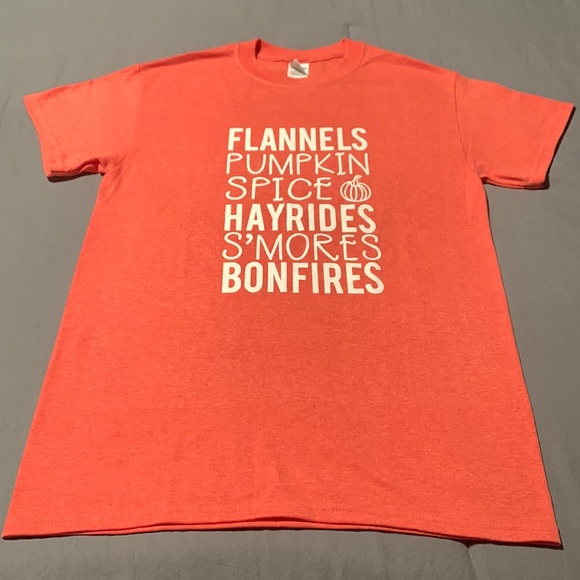 FLANNELS
PUMPKIN
SPICE
HAYRIDES
S'MORES
BONFIRES